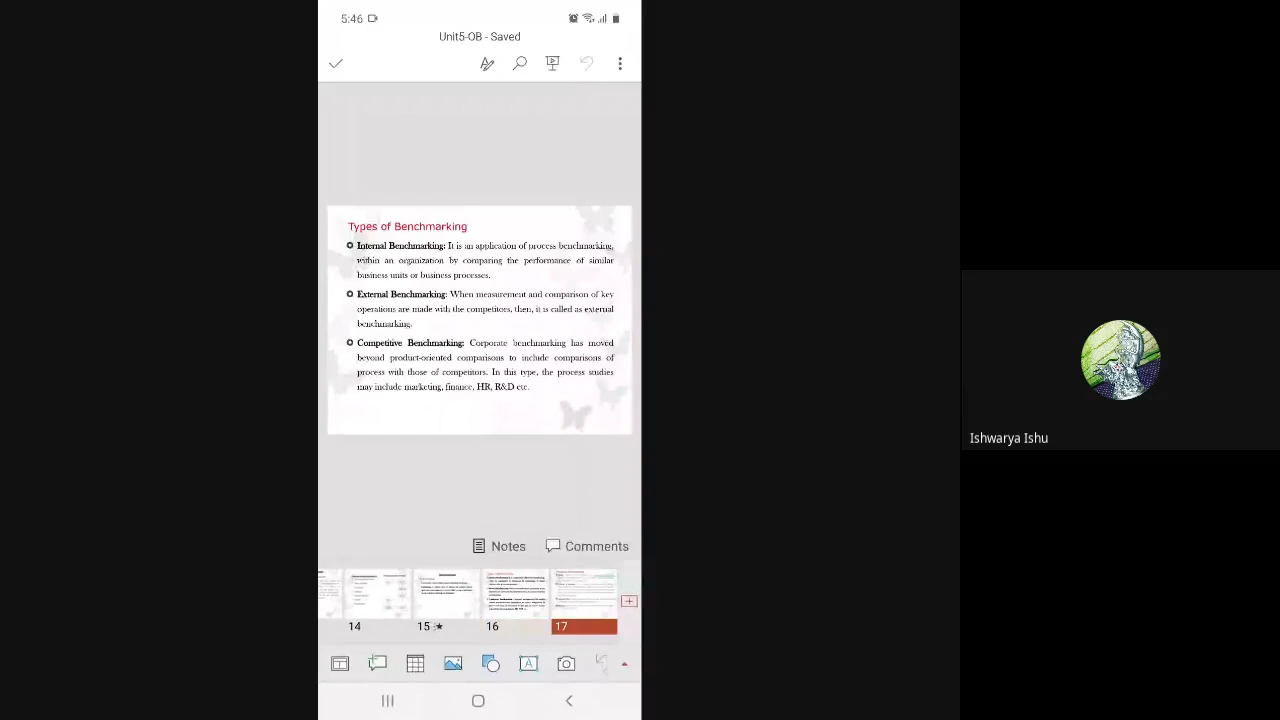 5:46
Unit5-OB - Saved
Types of Benchmarking
Internal Benchmarking: It is an application of process benchmarking,
within an organization by comparing the performance of similar
business units or business processes.
External Benchmarking: When measurement and comparison of key
operations are made with the competitors, then, it is called as external
benchmarking.
Competitive Benchmarking: Corporate benchmarking has moved
beyond product-oriented comparisons to include comparisons of
process with those of competitors. In this type, the process studies
may include marketing, finance, HR, R&D etc.
Notes Comments
14 15 16 17
A
Ishwarya Ishu